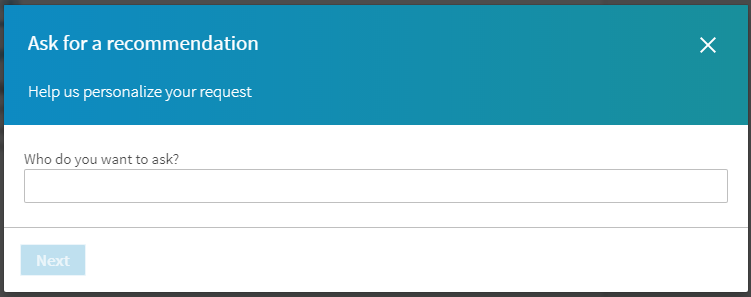 Ask for a recommendation
Help us personalize your request
Who do you want to ask?
Next